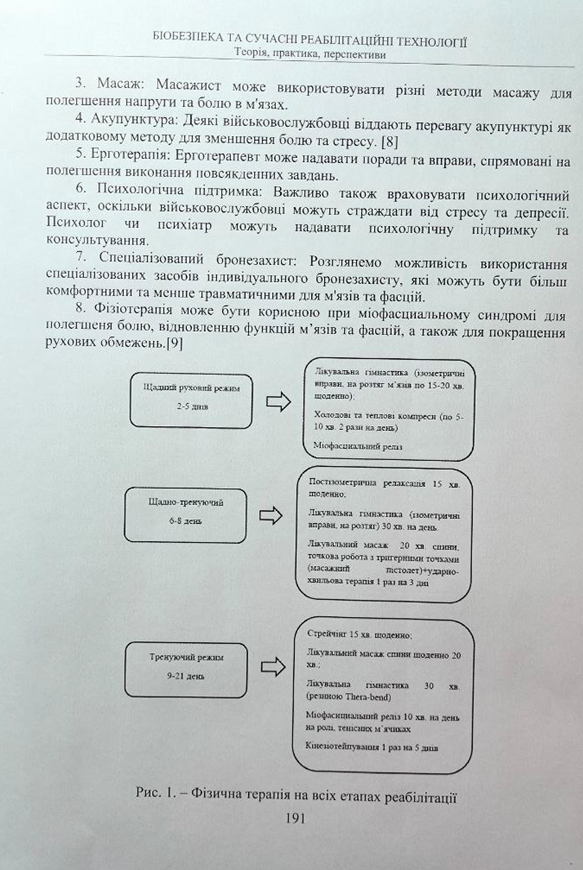 БІОБЕЗПЕКА ТА СУЧАСНІ РЕАБІЛІТАЦІЙНІ ТЕХНОЛОГІЇ
Теорія, практика, перспективи
3. Масаж: Масажист може використовувати різні методи масажу для
полегшення напруги та болю в м'язах.
4. Акупунктура: Деякі військовослужбовці віддають перевагу акупунктурі як
додатковому методу для зменшення болю та стресу. [8]
5. Ерготерапія: Ерготерапевт може надавати поради та вправи, спрямовані на
полегшення виконання повсякденних завдань.
6. Психологічна підтримка: Важливо також враховувати психологічний
аспект, оскільки військовослужбовці можуть страждати від стресу та депресії.
Психолог чи психіатр можуть надавати психологічну підтримку та
консультування.
7. Спеціалізований бронезахист: Розглянемо можливість використання
спеціалізованих засобів індивідуального бронезахисту, які можуть бути більш
комфортними та менше травматичними для м'язів та фасцій.
8. Фізіотерапія може бути корисною при міофасциальному синдромі для
полегшеня болю, відновленню функцій м’язів та фасцій, а також для покращення
рухових обмежень.[9]
Щадний руховий режим
2-5 днів
Лікувальна гімнастика (ізометричні
вправи, на розтяг м’язів по 15-20 хв.
щоденно);
Холодові та теплові компреси (по 5-
10 хв. 2 рази на день)
Міофасциальний реліз
Щадно-тренуючий
6-8 день
Постізометрична релаксація 15 хв.
щоденно;
Лікувальна гімнастика (ізометричні
вправи, на розтяг) 30 хв. на день.
Лікувальний масаж 20 хв. спини,
точкова робота з тригерними точками
(масажний пістолет)+ударно-
хвильова терапія 1 раз на 3 дні
Тренуючий режим
9-21 день
Стрейчінг 15 хв. щоденно;
Лікувальний масаж спини щоденно 20
хв.;
Лікувальна гімнастика 30 хв.
(резиною Thera-bend)
Міофасциальний реліз 10 хв. на день
на ролі, тенісних м’ячиках
Кінезіотейпування 1 раз на 5 днів
Рис. 1. – Фізична терапія на всіх етапах реабілітації
191